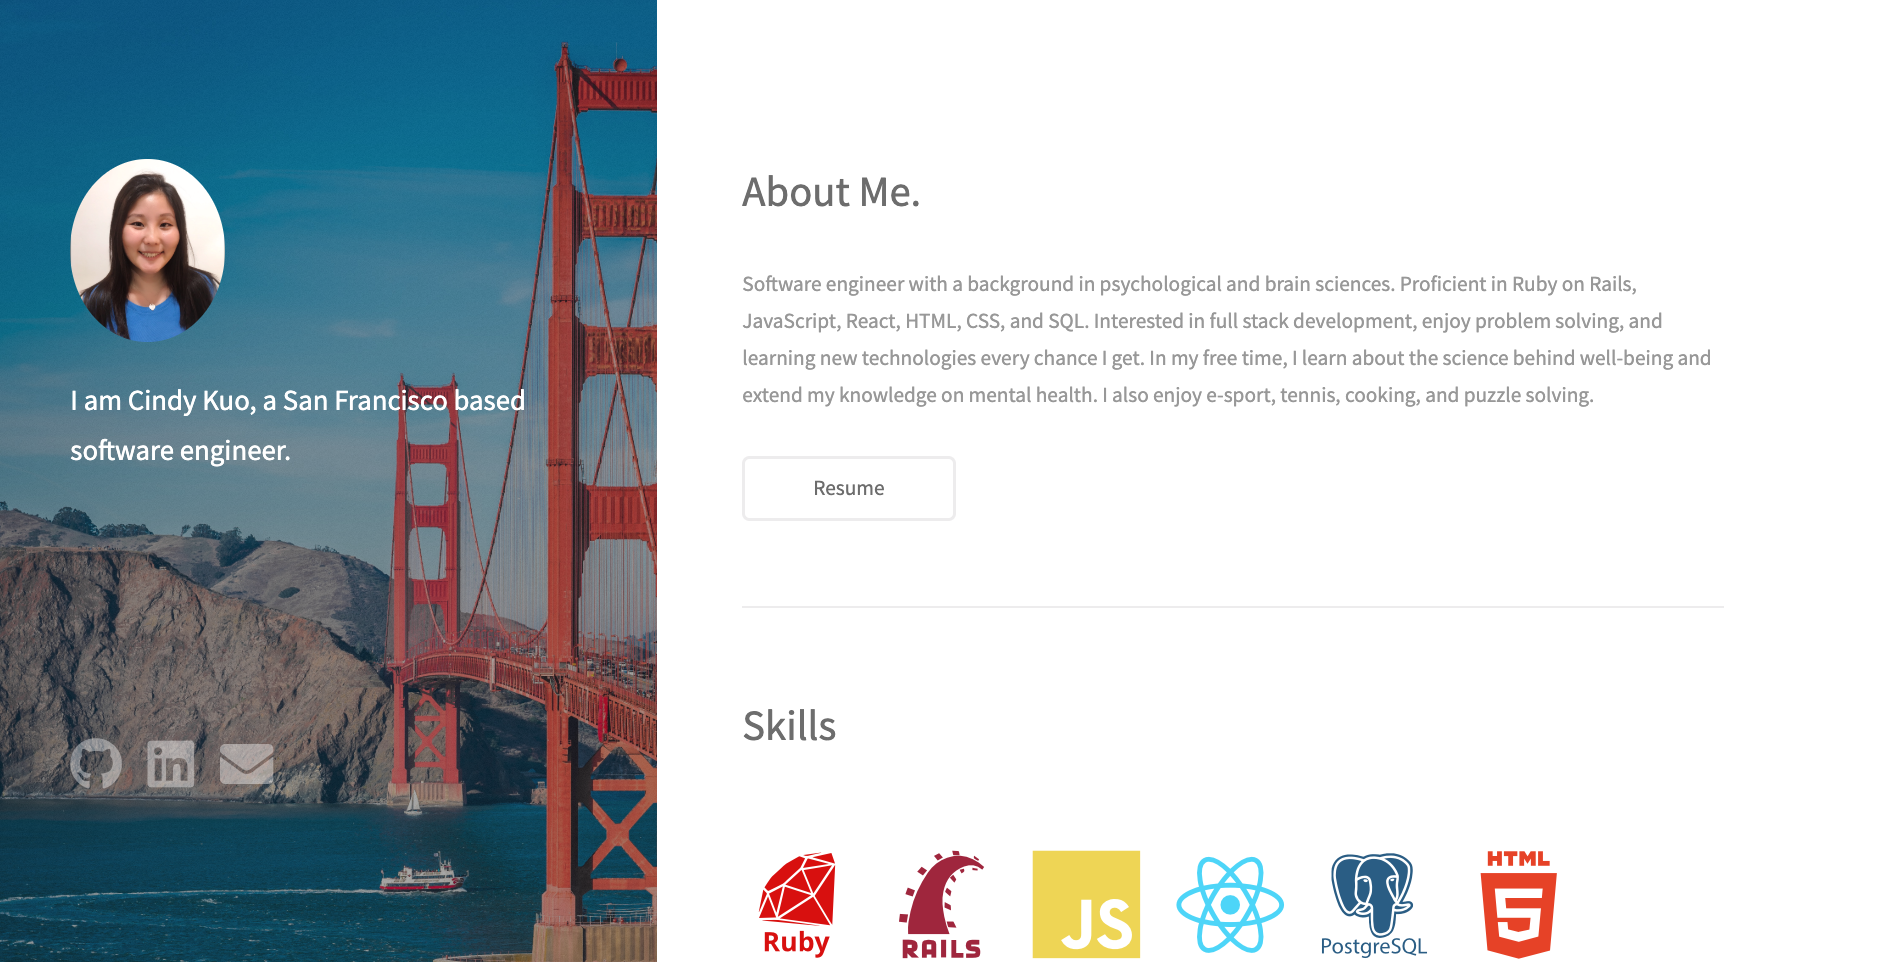 I am Cindy Kuo, a San Francisco based
software engineer.
in
About Me.
Software engineer with a background in psychological and brain sciences. Proficient in Ruby on Rails,
JavaScript, React, HTML, CSS, and SQL. Interested in full stack development, enjoy problem solving, and
learning new technologies every chance I get. In my free time, I learn about the science behind well-being and
extend my knowledge on mental health. I also enjoy e-sport, tennis, cooking, and puzzle solving.
Resume
Skills
Ruby
RAILS
JS
PostgreSQL
HTML
5